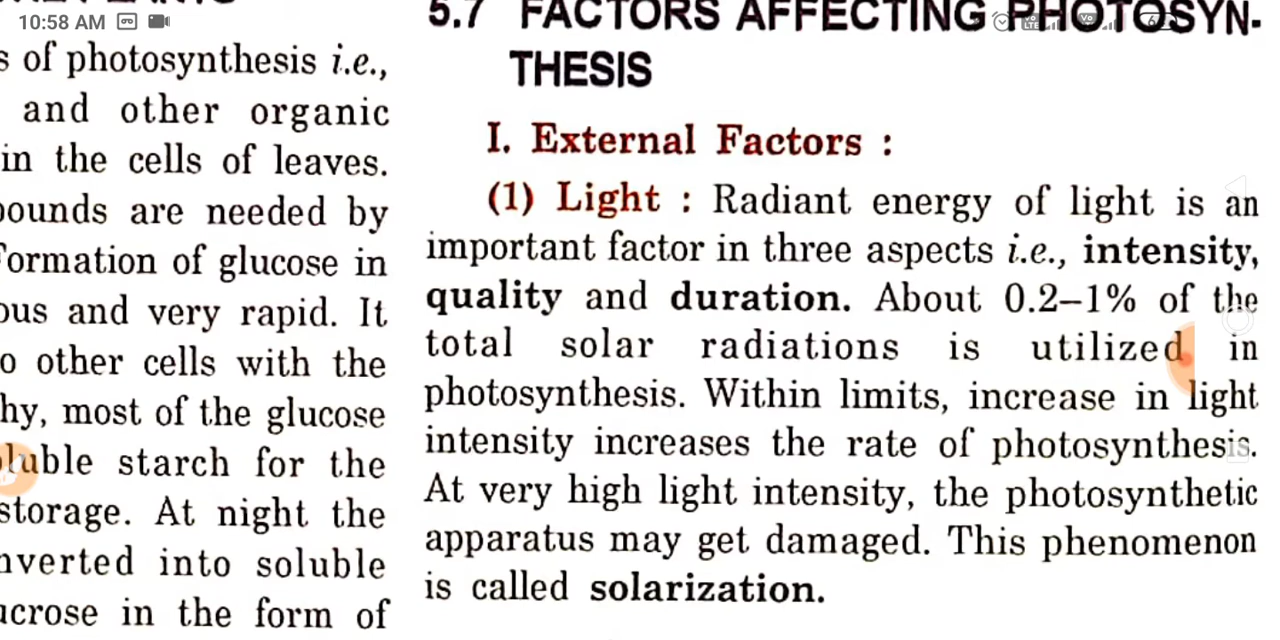 10:58 AM
s of photosynthesis i.e.,
and other organic
in the cells of leaves.
ounds are needed by
formation of glucose in
ous and very rapid. It
o other cells with the
hy, most of the glucose
luble starch for the
storage. At night the
nverted into soluble
ucrose in the form of
5.7 FACTORS AFFECTING PHOTOSYN-
THESIS
I. External Factors :
(1) Light : Radiant energy of light is an
important factor in three aspects i.e., intensity,
quality and duration. About 0.2–1% of the
total solar radiations is utilized in
photosynthesis. Within limits, increase in light
intensity increases the rate of photosynthesis.
At very high light intensity, the photosynthetic
apparatus may get damaged. This phenomenon
is called solarization.